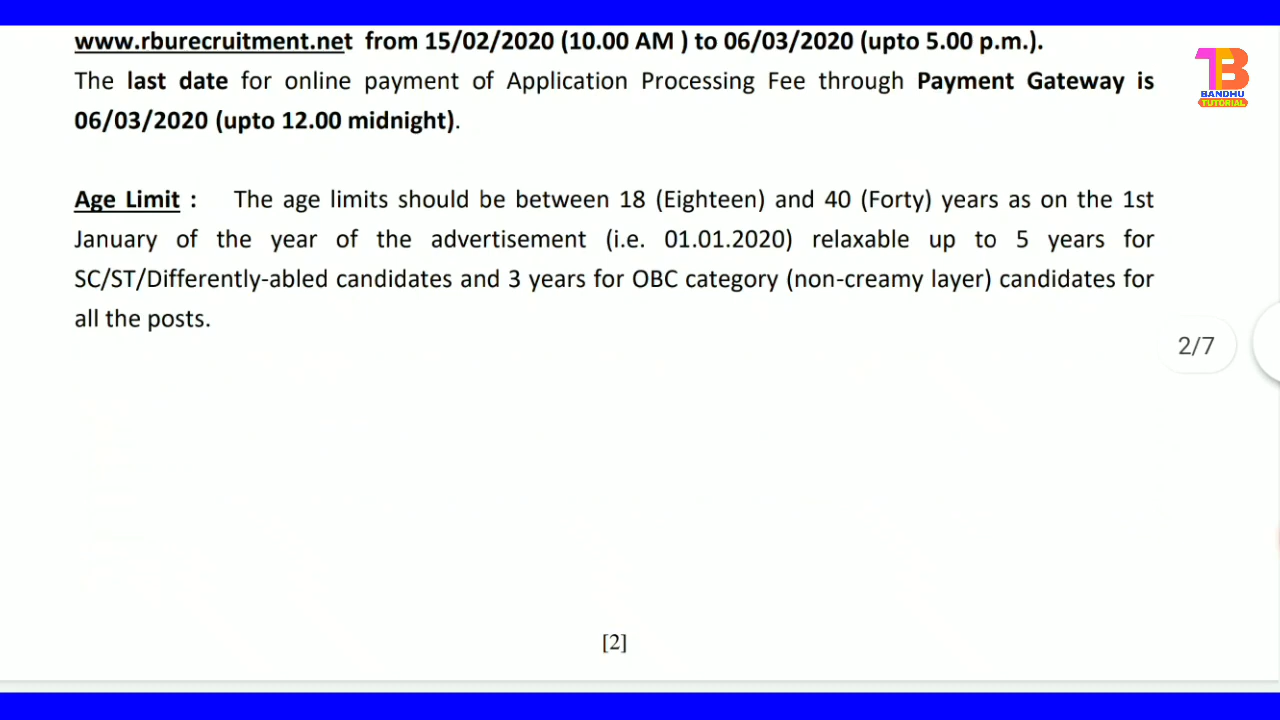 www.rburecruitment.net from 15/02/2020 (10.00 AM ) to 06/03/2020 (upto 5.00 p.m.).
The last date for online payment of Application Processing Fee through Payment Gateway is
06/03/2020 (upto 12.00 midnight).
Age Limit : The age limits should be between 18 (Eighteen) and 40 (Forty) years as on the 1st
January of the year of the advertisement (i.e. 01.01.2020) relaxable up to 5 years for
SC/ST/Differently-abled candidates and 3 years for OBC category (non-creamy layer) candidates for
all the posts.
[2]
2/7
TB
BANDHU
TUTORIAL